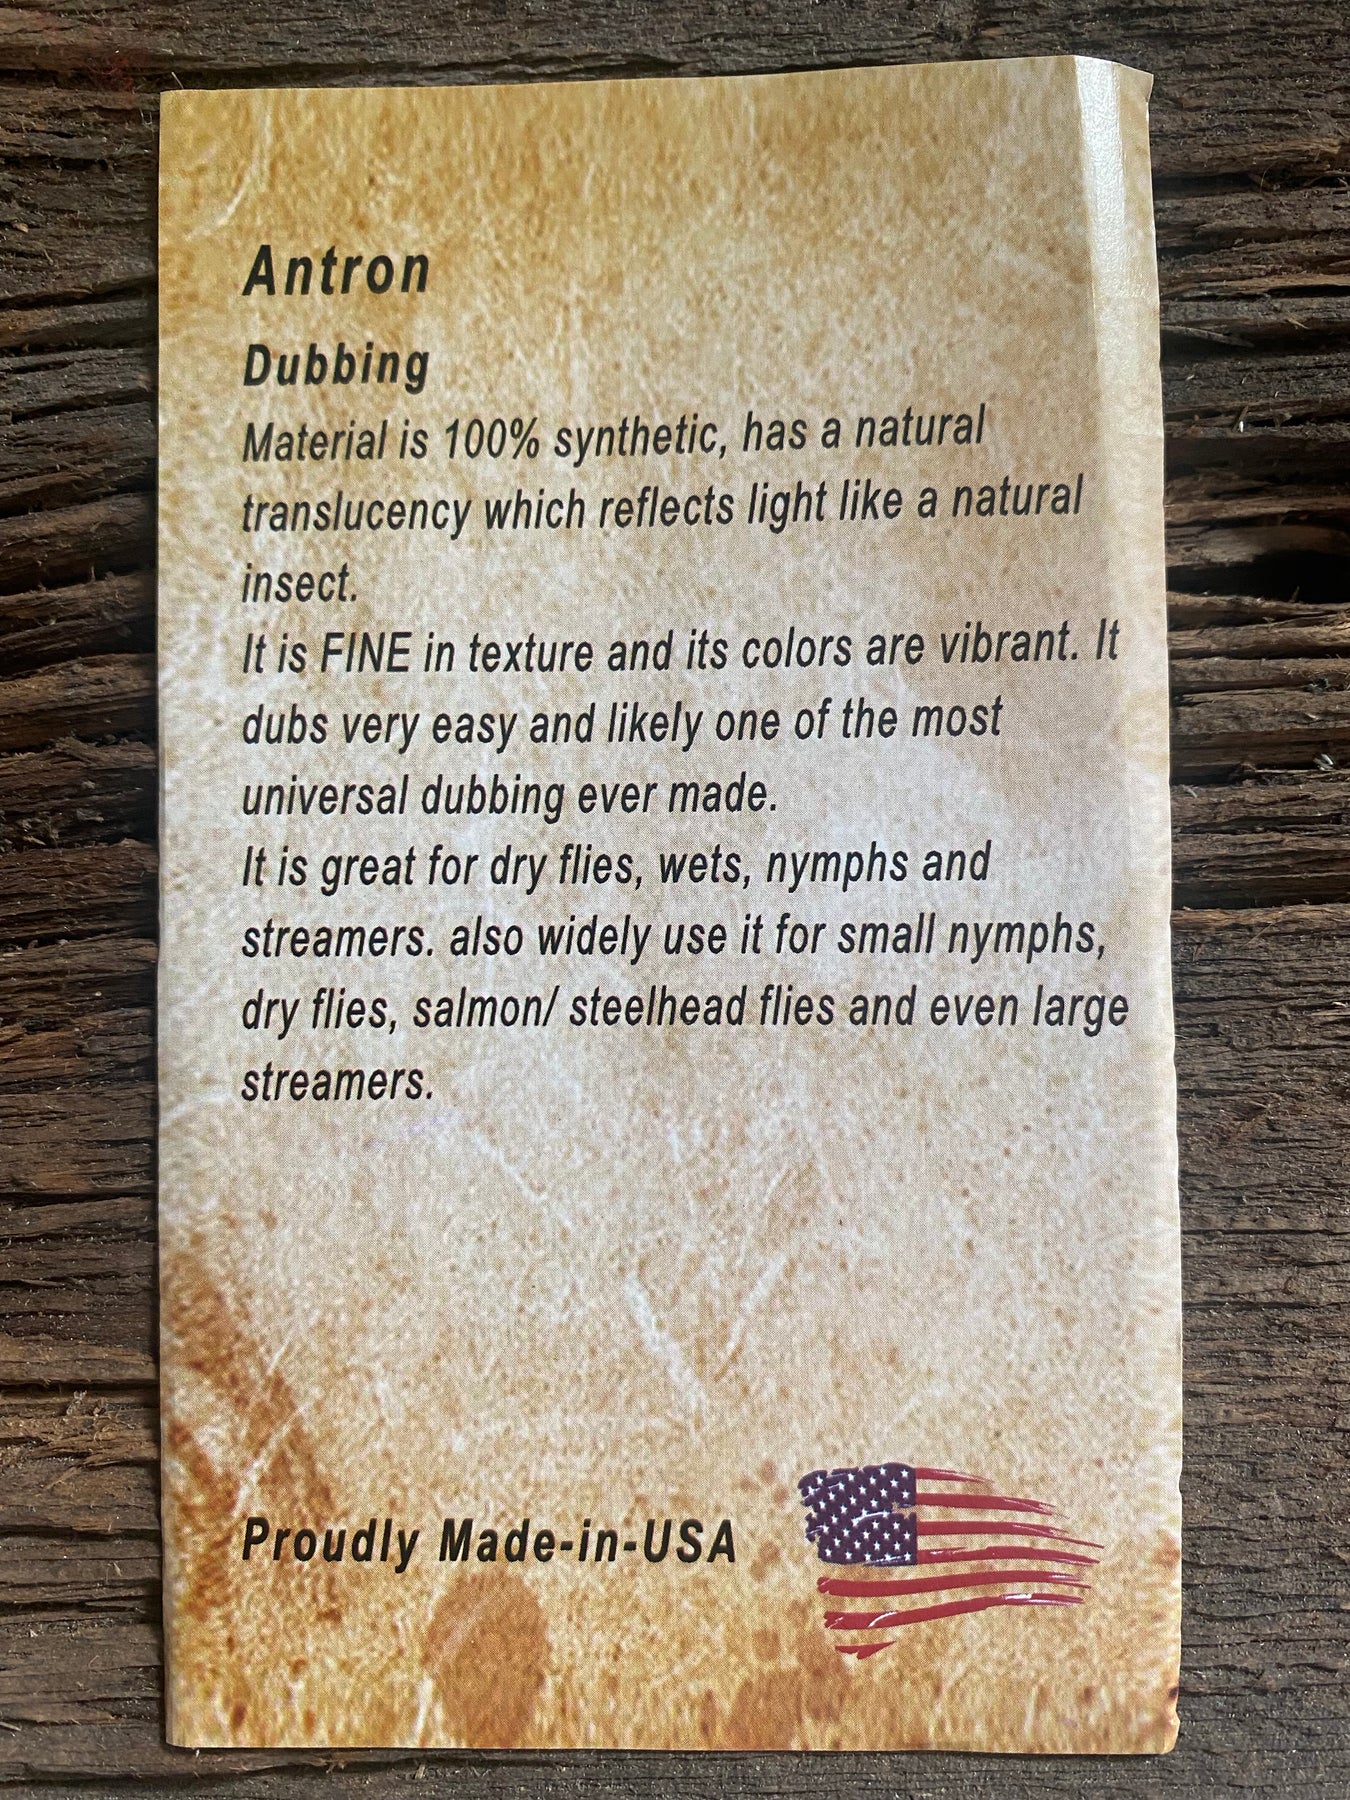 Antron
Dubbing
Material is 100% synthetic, has a natural
translucency which reflects light like a natural
insect.
It is FINE in texture and its colors are vibrant. It
dubs very easy and likely one of the most
universal dubbing ever made.
It is great for dry flies, wets, nymphs and
streamers. also widely use it for small nymphs,
dry flies, salmon/ steelhead flies and even large
streamers.
Proudly Made-in-USA